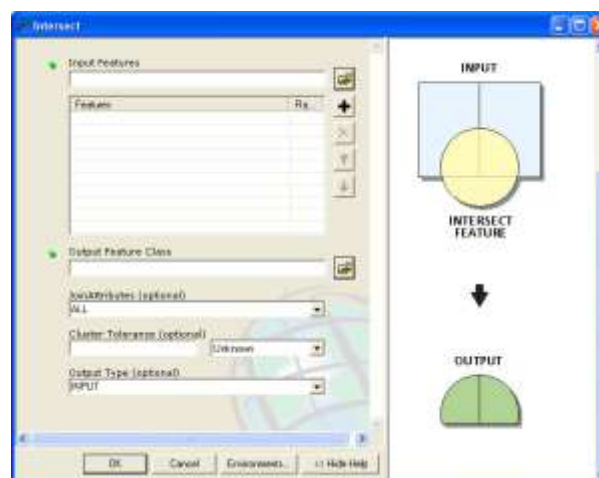 Intersect
Input Features
Features
Ra...
Output Feature Class
JoinAttributes (optional)
ALL
Cluster Tolerance (optional)
Unknown
Output Type (optional)
INPUT
OK
Cancel
Environments...
<< Hide Help
INPUT
INTERSECT
FEATURE
OUTPUT